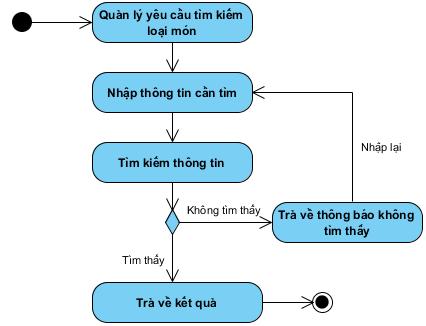 Quản lý yêu cầu tìm kiếm
loại món
Nhập thông tin cần tìm
Nhập lại
Tìm kiếm thông tin
Không tìm thấy
Trả về thông báo không
tìm thấy
Tìm thấy
Trả về kết quả